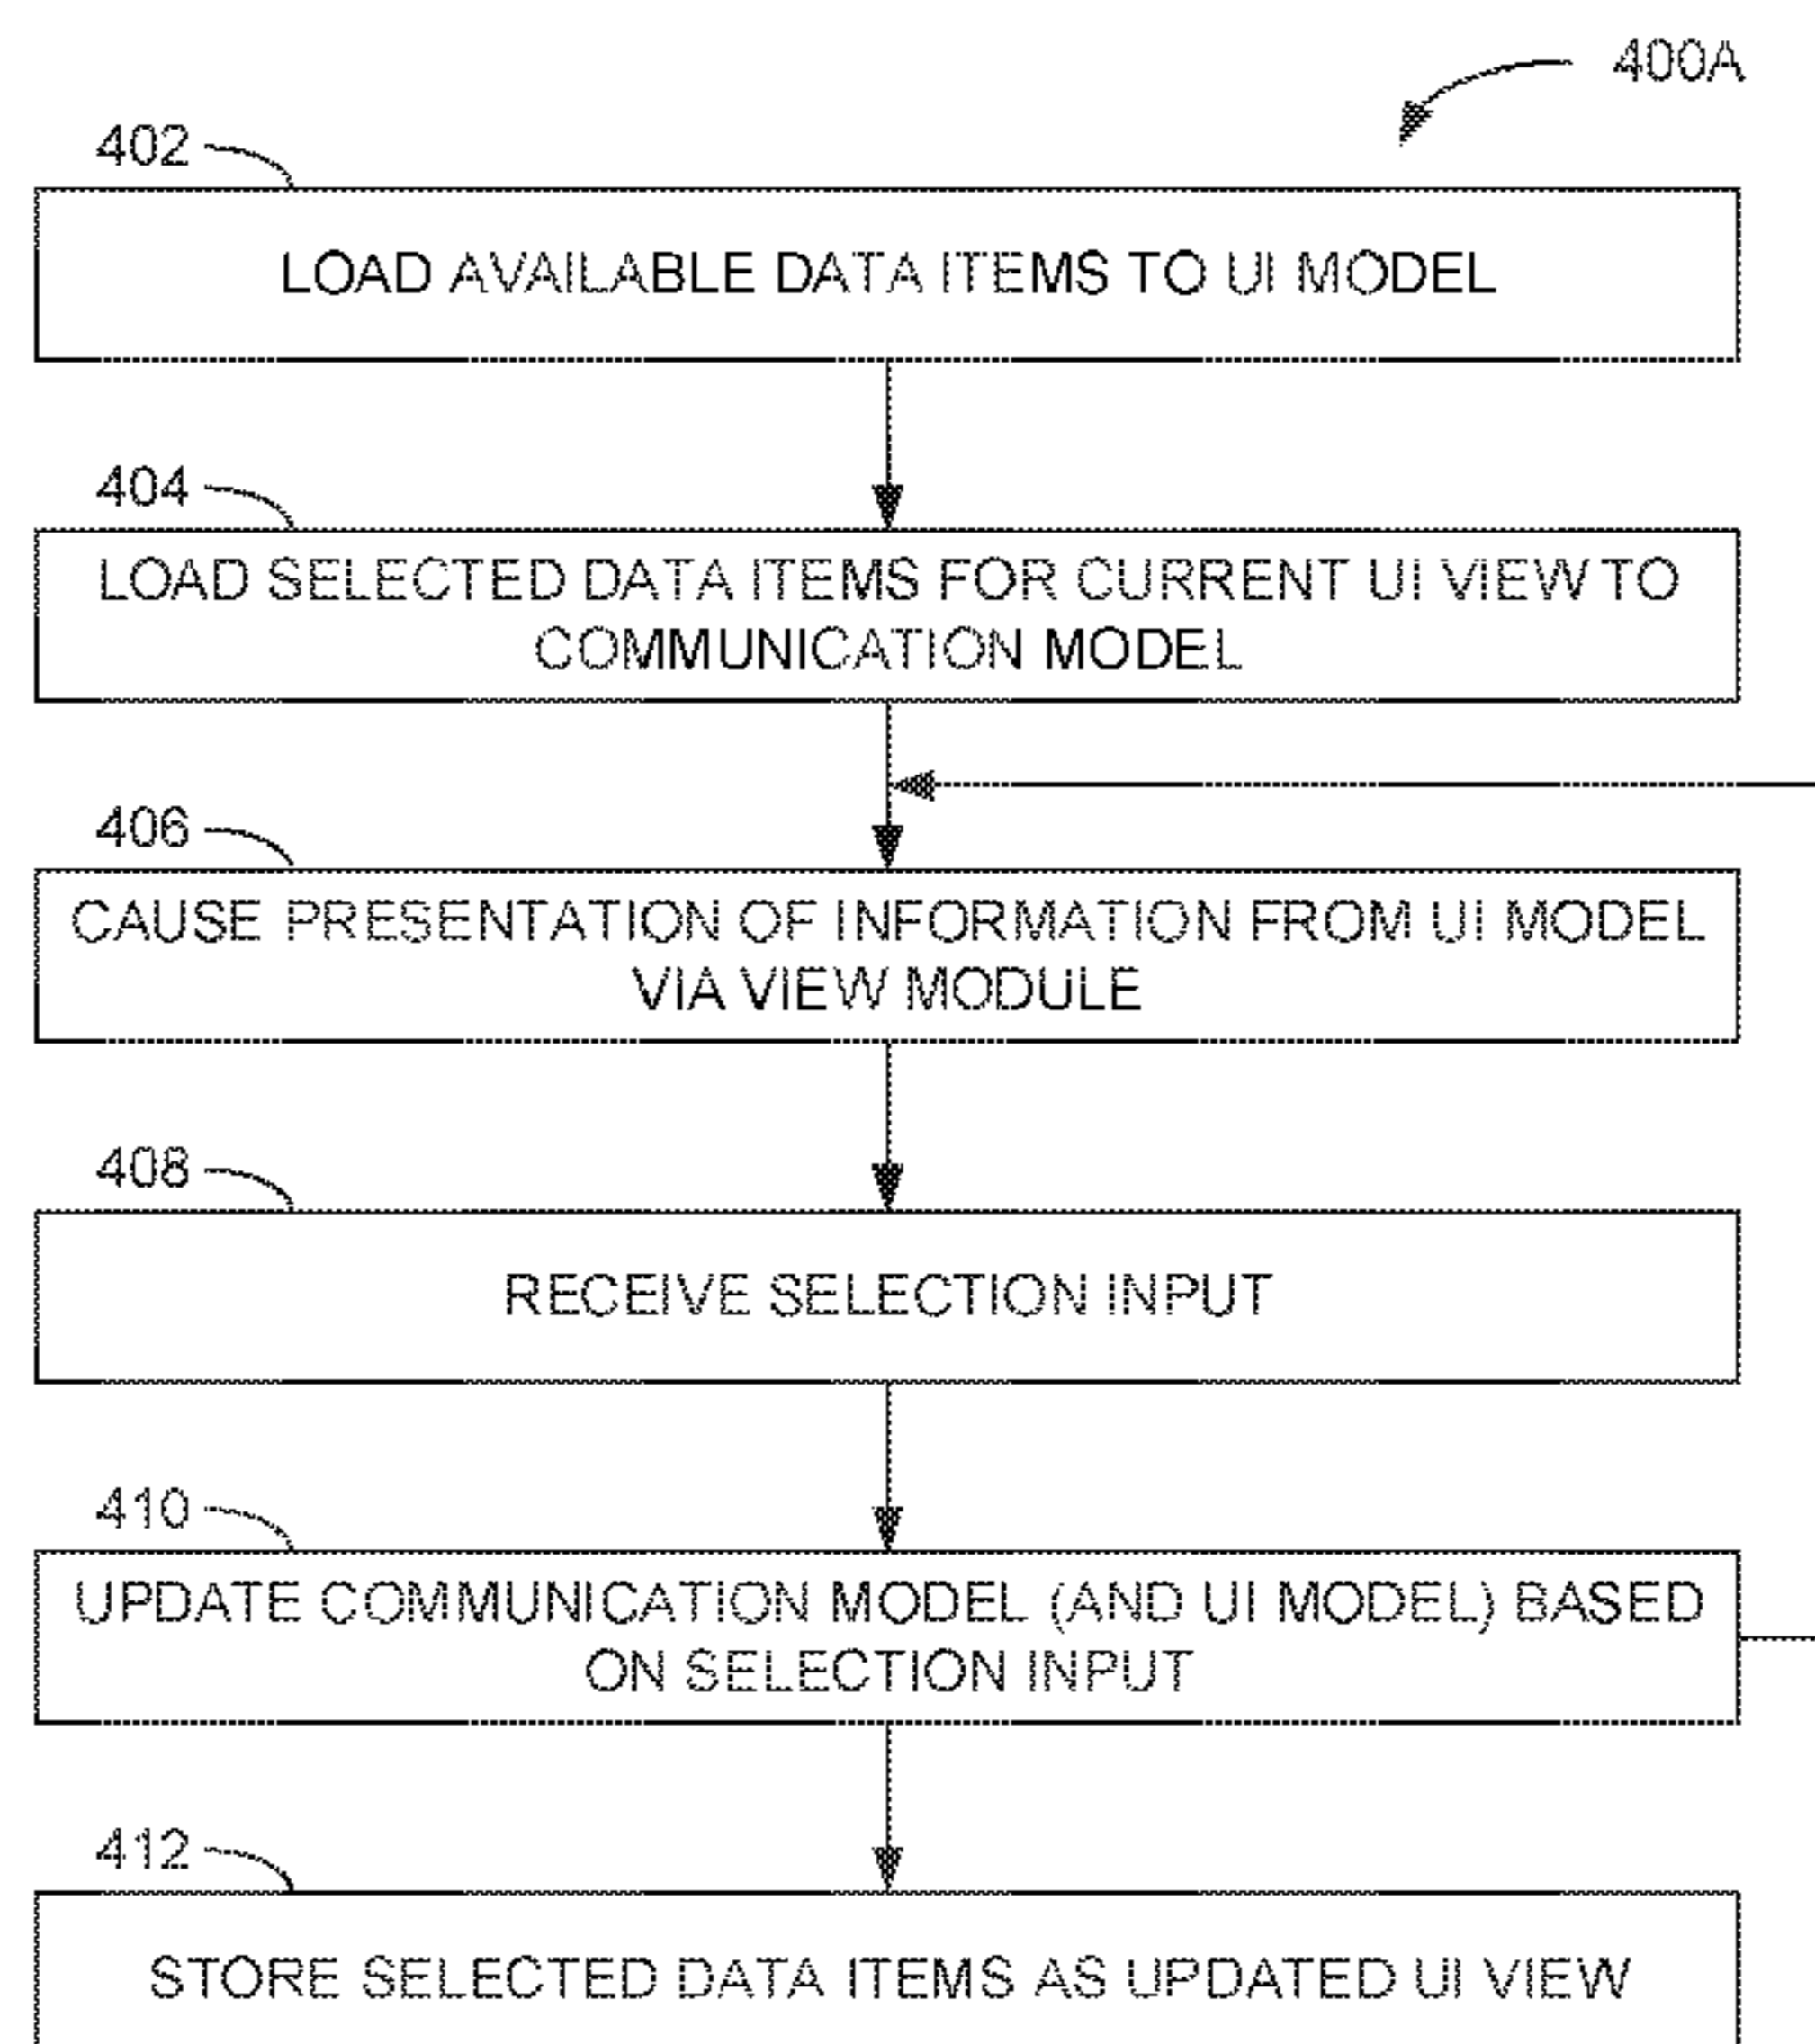 400A
402
LOAD AVAILABLE DATA ITEMS TO UI MODEL
404
LOAD SELECTED DATA ITEMS FOR CURRENT UI VIEW TO
COMMUNICATION MODEL
406
CAUSE PRESENTATION OF INFORMATION FROM UI MODEL
VIA VIEW MODULE
408
RECEIVE SELECTION INPUT
410
UPDATE COMMUNICATION MODEL (AND UI MODEL) BASED
ON SELECTION INPUT
412
STORE SELECTED DATA ITEMS AS UPDATED UI VIEW